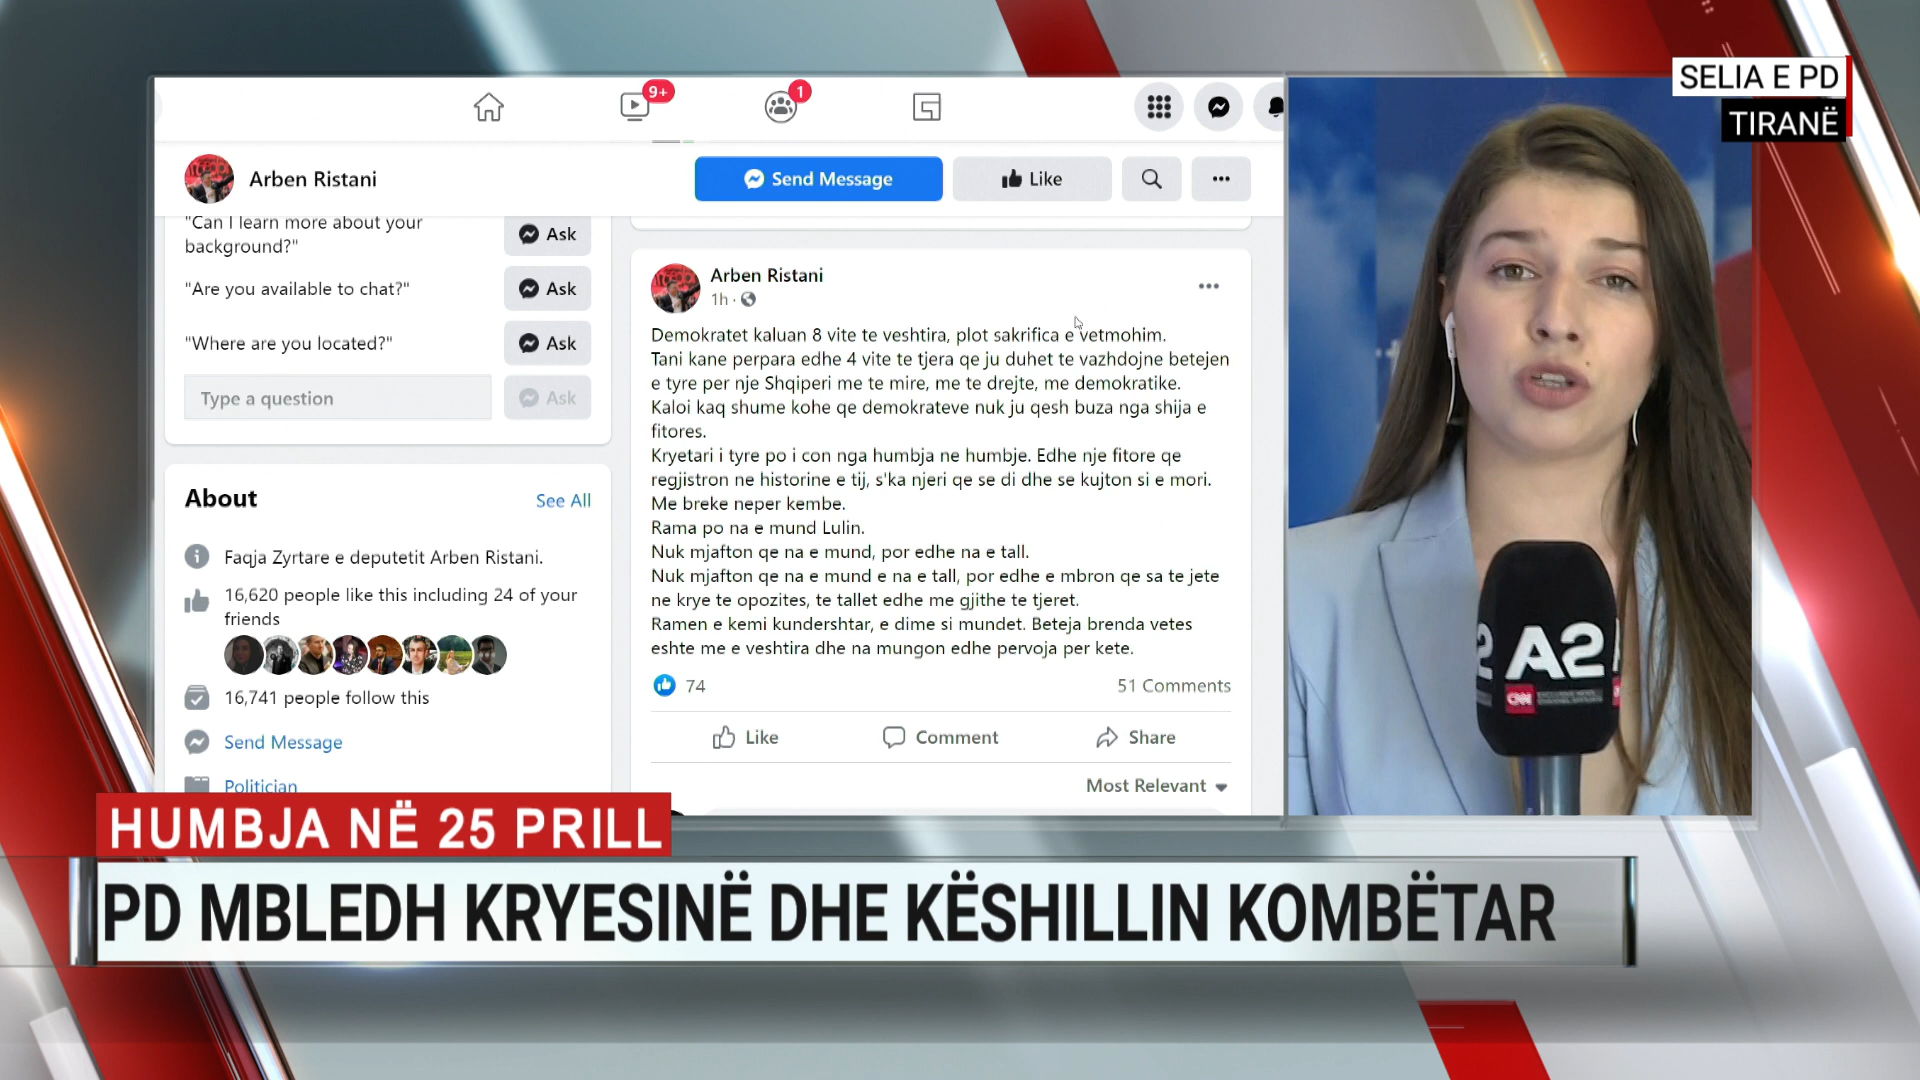 SELIA E PD
TIRANË
9+
1
Arben Ristani
Send Message
Like
"Can I learn more about your
background?"
Ask
"Are you available to chat?"
Ask
"Where are you located?"
Ask
Type a question
Ask
About
See All
Faqja Zyrtare e deputetit Arben Ristani.
16,620 people like this including 24 of your
friends
16,741 people follow this
Send Message
Politician
Arben Ristani
1h ·
Demokratet kaluan 8 vite te veshtira, plot sakrifica e vetmohim.
Tani kane perpara edhe 4 vite te tjera qe ju duhet te vazhdojne betejen
e tyre per nje Shqiperi me te mire, me te drejte, me demokratike.
Kaloi kaq shume kohe qe demokrateve nuk ju qesh buza nga shija e
fitores.
Kryetari i tyre po i con nga humbja ne humbje. Edhe nje fitore qe
regjistron ne historine e tij, s'ka njeri qe se di dhe se kujton si e mori.
Me breke neper kembe.
Rama po na e mund Lulin.
Nuk mjafton qe na e mund, por edhe na e tall.
Nuk mjafton qe na e mund e na e tall, por edhe e mbron qe sa te jete
ne krye te opozites, te tallet edhe me gjithe te tjeret.
Ramen e kemi kundershtar, e dime si mundet. Beteja brenda vetes
eshte me e veshtira dhe na mungon edhe pervoja per kete.
74
51 Comments
Like
Comment
Share
Most Relevant
A2
CNN
HUMBJA NË 25 PRILL
PD MBLEDH KRYESINË DHE KËSHILLIN KOMBËTAR